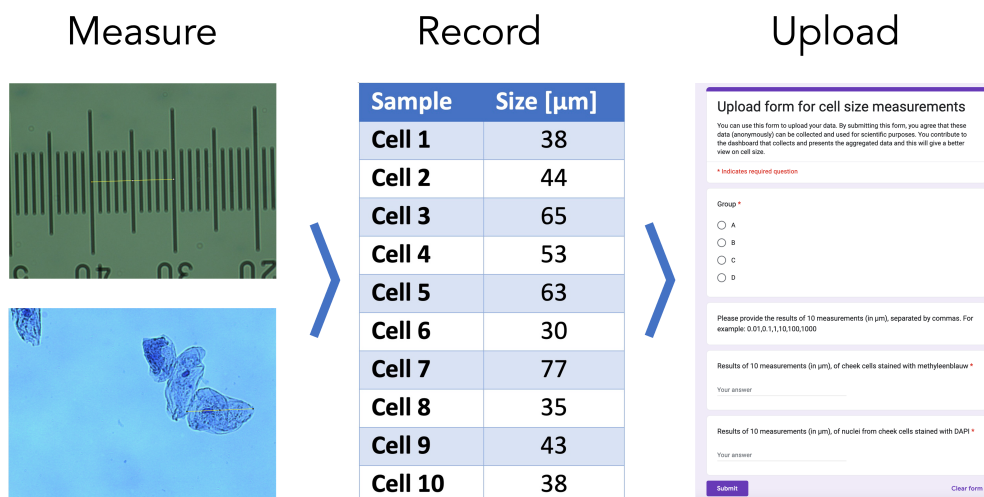 Measure
Record
Upload
40
30
20
Sample Size [µm]
Cell 1 38
Cell 2 44
Cell 3 65
Cell 4 53
Cell 5 63
Cell 6 30
Cell 7 77
Cell 8 35
Cell 9 43
Cell 10 38
Upload form for cell size measurements
You can use this form to upload your data. By submitting this form, you agree that these
data (anonymously) can be collected and used for scientific purposes. You contribute to
the dashboard that collects and presents the aggregated data and this will give a better
view on cell size.
* Indicates required question
Group *
A
B
C
D
Please provide the results of 10 measurements (in µm), separated by commas. For
example: 0.01,0.1,1,10,100,1000
Results of 10 measurements (in µm), of cheek cells stained with methyleenblauw *
Your answer
Results of 10 measurements (in µm), of nuclei from cheek cells stained with DAPI *
Your answer
Submit
Clear form